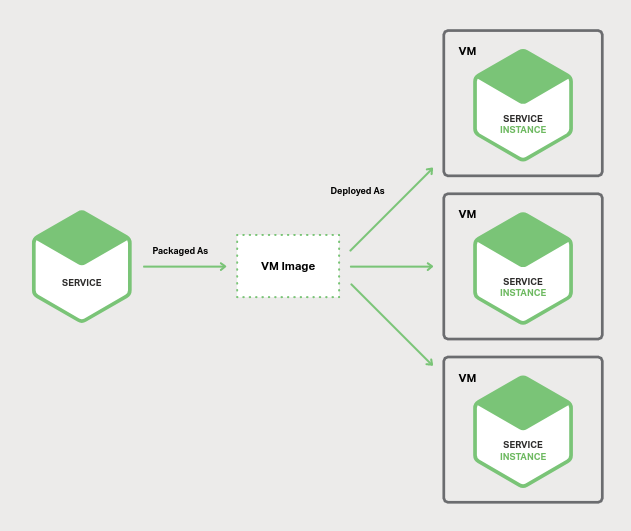 SERVICE
Packaged As
VM Image
Deployed As
VM
SERVICE
INSTANCE
VM
SERVICE
INSTANCE
VM
SERVICE
INSTANCE